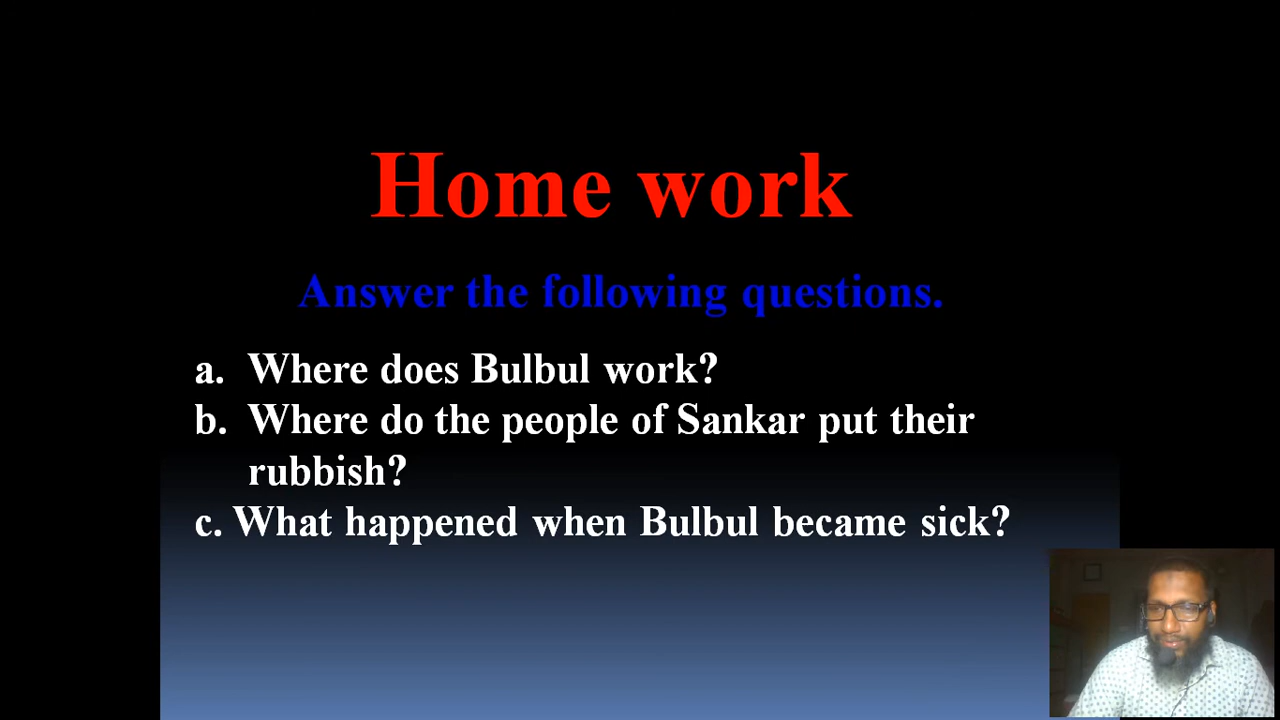 Home work
Answer the following questions.
a. Where does Bulbul work?
b. Where do the people of Sankar put their
rubbish?
c. What happened when Bulbul became sick?